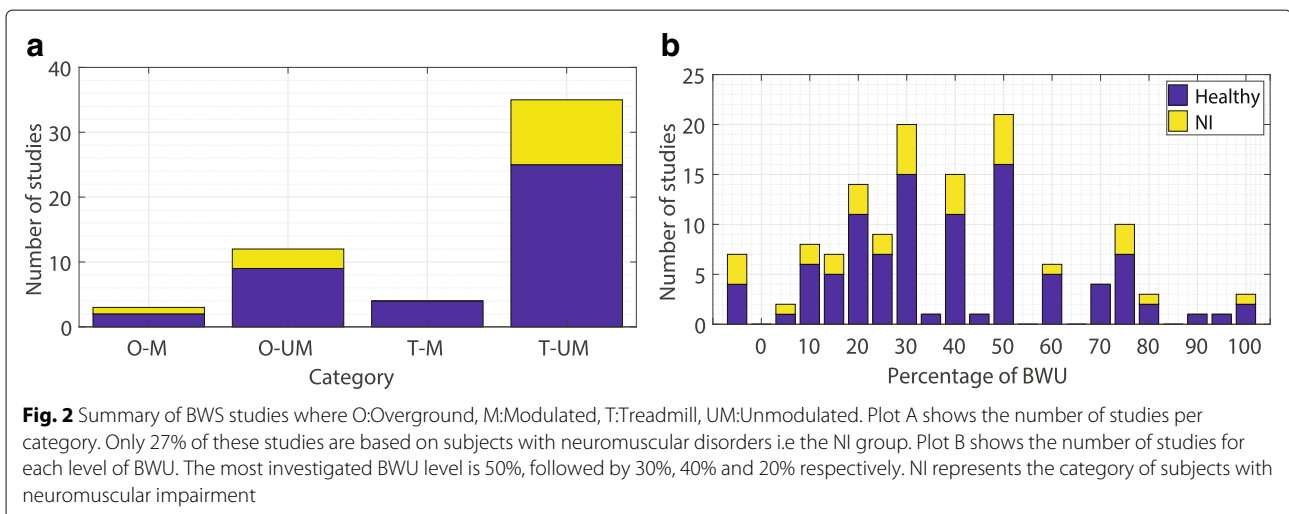 a
40
30
20
10
0
Number of studies
O-M O-UM T-M T-UM
Category
b
25
20
15
10
5
0
Number of studies
Healthy
NI
0 10 20 30 40 50 60 70 80 90 100
Percentage of BWU
Fig. 2 Summary of BWS studies where O:Overground, M:Modulated, T:Treadmill, UM:Unmodulated. Plot A shows the number of studies per
category. Only 27% of these studies are based on subjects with neuromuscular disorders i.e the NI group. Plot B shows the number of studies for
each level of BWU. The most investigated BWU level is 50%, followed by 30%, 40% and 20% respectively. NI represents the category of subjects with
neuromuscular impairment